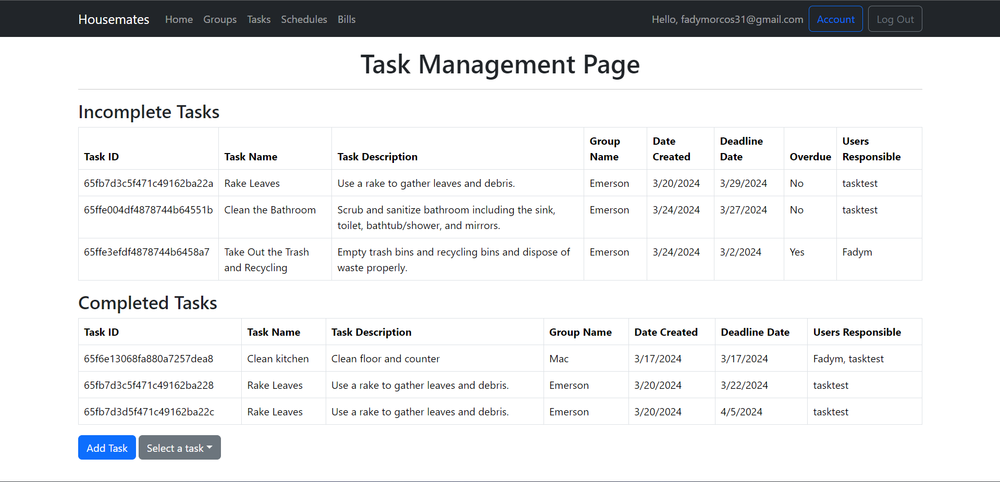 Housemates Home Groups Tasks Schedules Bills Hello, fadymorcos31@gmail.com Account Log Out
Task Management Page
Incomplete Tasks
Task ID Task Name Task Description Group Name Date Created Deadline Date Overdue Users Responsible
65fb7d3c5f471c49162ba22a Rake Leaves Use a rake to gather leaves and debris. Emerson 3/20/2024 3/29/2024 No tasktest
65ffe004df4878744b64551b Clean the Bathroom Scrub and sanitize bathroom including the sink, toilet, bathtub/shower, and mirrors. Emerson 3/24/2024 3/27/2024 No tasktest
65ffe3efdf4878744b6458a7 Take Out the Trash and Recycling Empty trash bins and recycling bins and dispose of waste properly. Emerson 3/24/2024 3/2/2024 Yes Fadym
Completed Tasks
Task ID Task Name Task Description Group Name Date Created Deadline Date Users Responsible
65f6e13068fa880a7257dea8 Clean kitchen Clean floor and counter Mac 3/17/2024 3/17/2024 Fadym, tasktest
65fb7d3c5f471c49162ba228 Rake Leaves Use a rake to gather leaves and debris. Emerson 3/20/2024 3/22/2024 tasktest
65fb7d3d5f471c49162ba22c Rake Leaves Use a rake to gather leaves and debris. Emerson 3/20/2024 4/5/2024 tasktest
Add Task Select a task